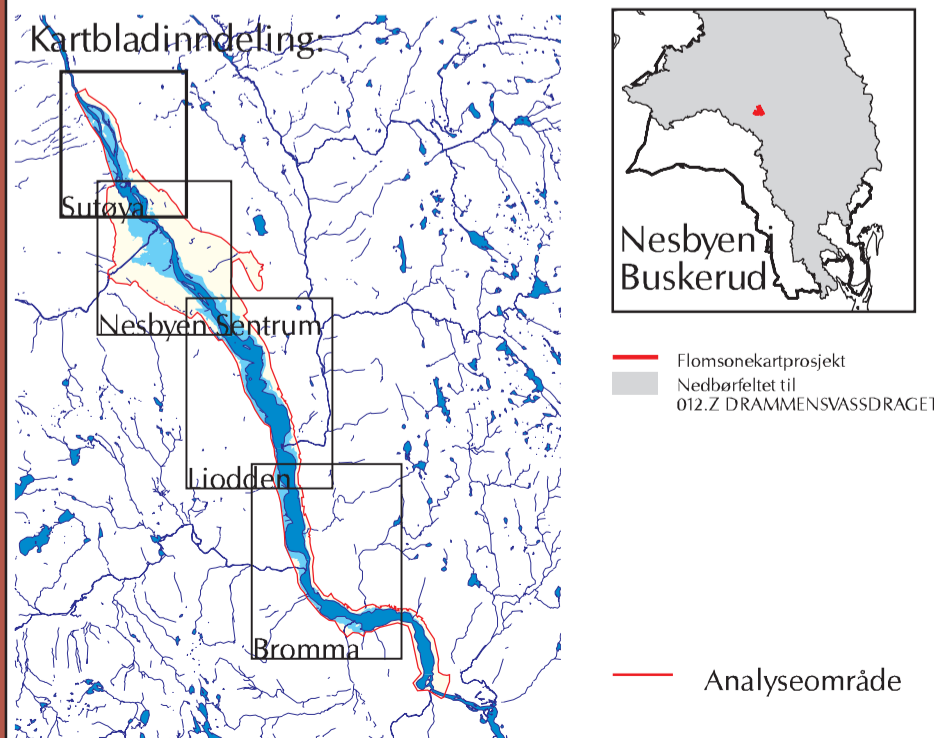 Kartbladinndeling:
Sutøya
Nesbyen Sentrum
Liodden
Bromma
Nesbyen i
Buskerud
Flomsonekartprosjekt
Nedbørfeltet til
012.Z DRAMMENSVASSDRAGET
Analyseområde